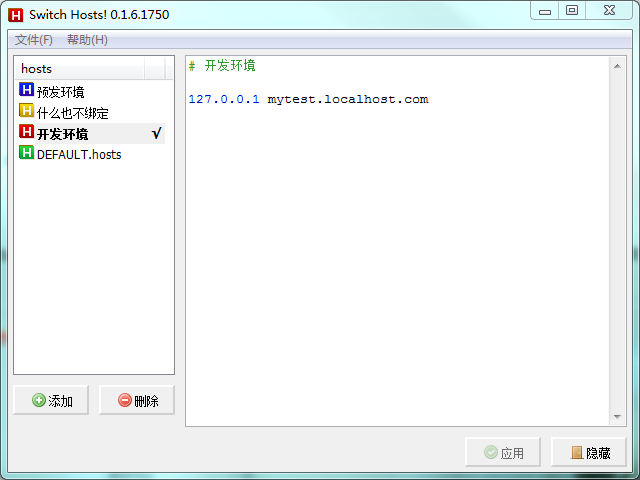 Switch Hosts! 0.1.6.1750
文件(F) 帮助(H)
hosts
预发环境
什么也不绑定
开发环境 √
DEFAULT.hosts
# 开发环境
127.0.0.1 mytest.localhost.com
添加 删除
应用 隐藏